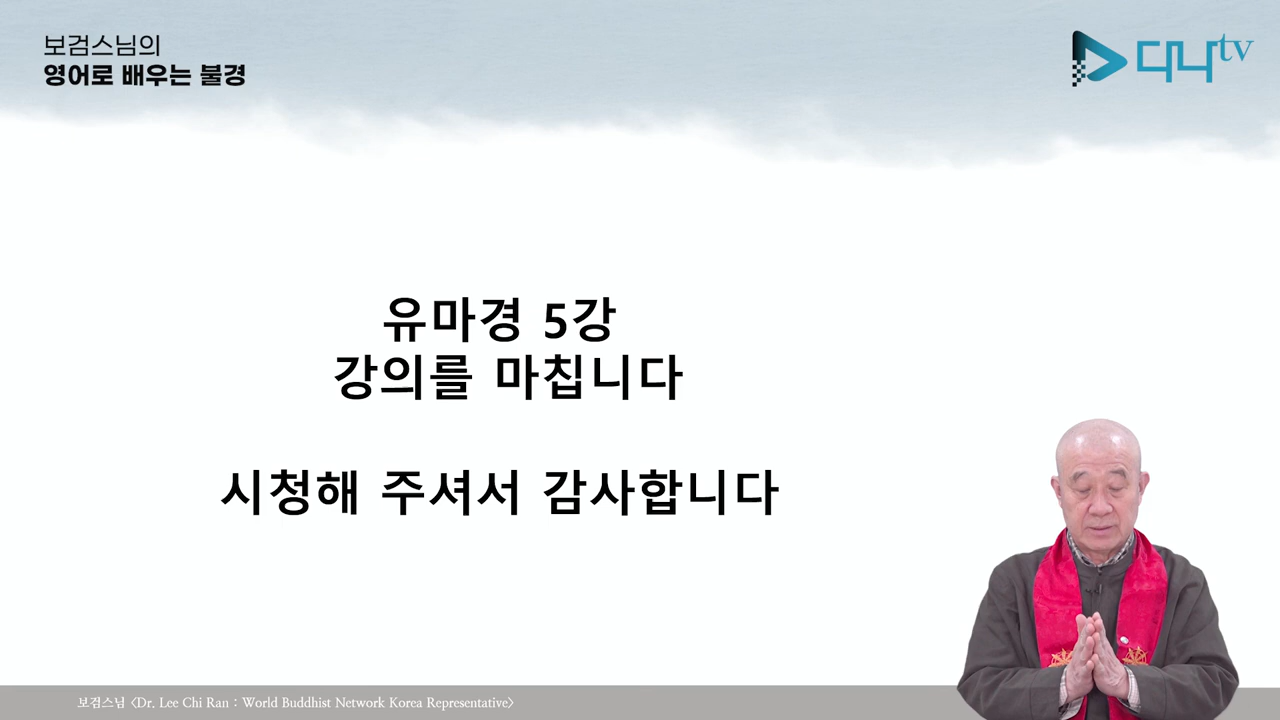 보검스님의
영어로 배우는 불경
디나tv
유마경 5강
강의를 마칩니다
시청해 주셔서 감사합니다
보검스님 <Dr. Lee Chi Ran : World Buddhist Network Korea Representative>